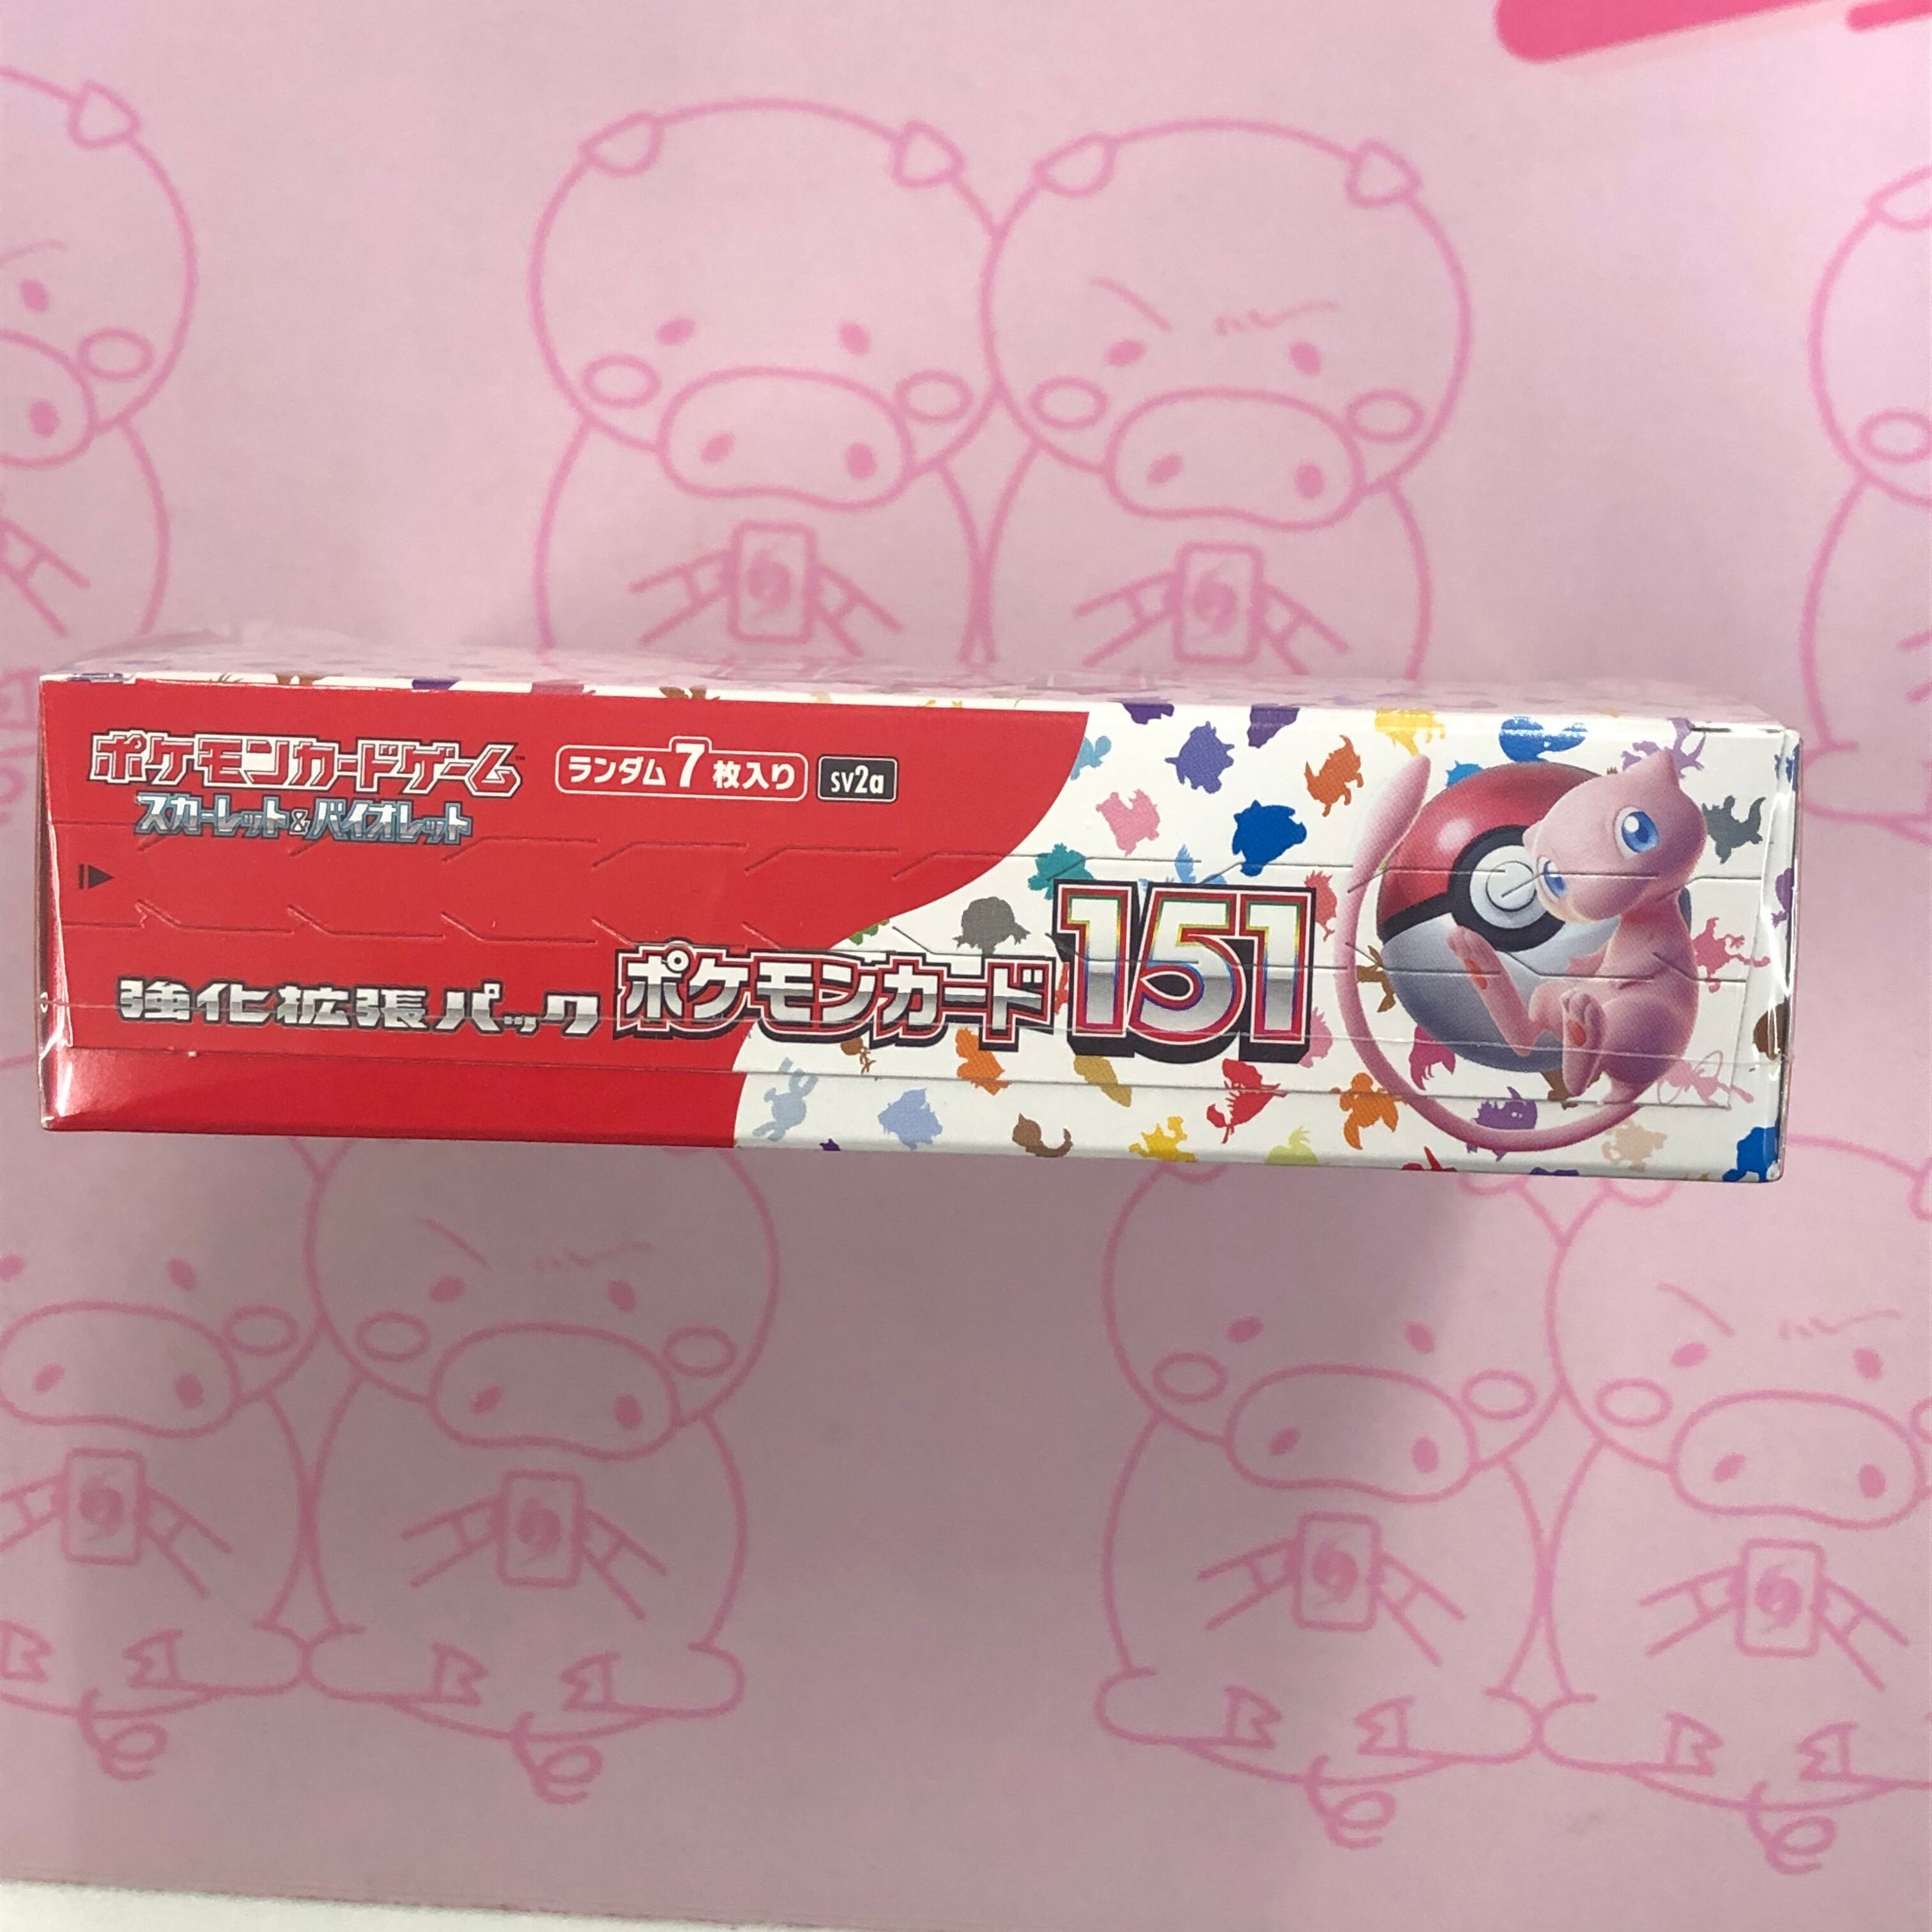 ポケモンカードゲーム™
スカーレット&バイオレット
ランダム7枚入り
sv2a
強化拡張パック
ポケモンカード151